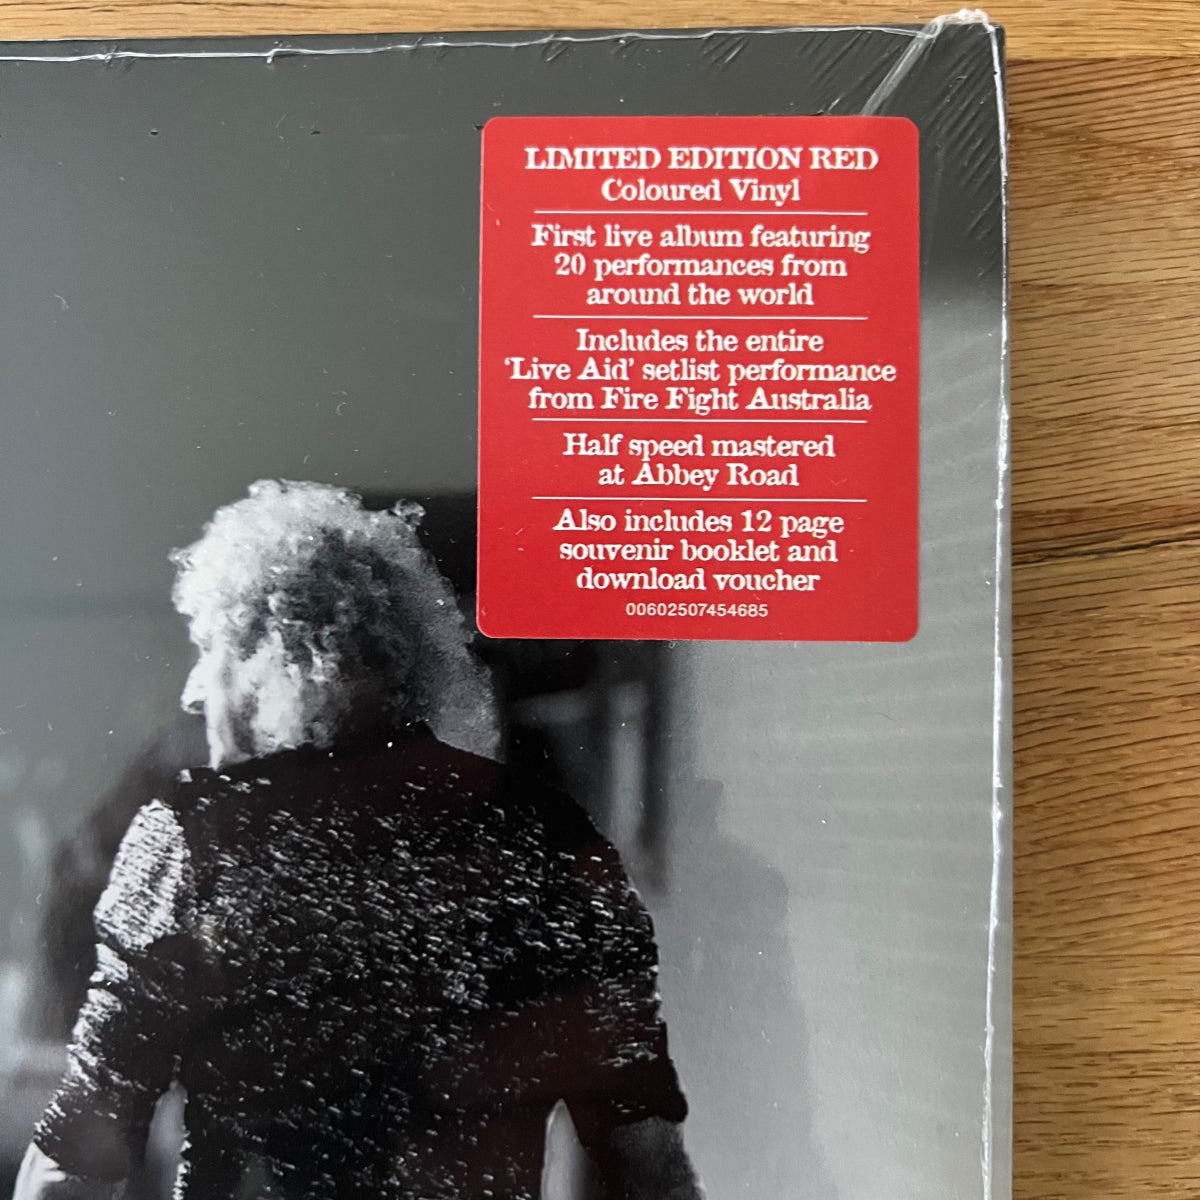 LIMITED EDITION RED
Coloured Vinyl
First live album featuring
20 performances from
around the world
Includes the entire
‘Live Aid’ setlist performance
from Fire Fight Australia
Half speed mastered
at Abbey Road
Also includes 12 page
souvenir booklet and
download voucher
00602507454685